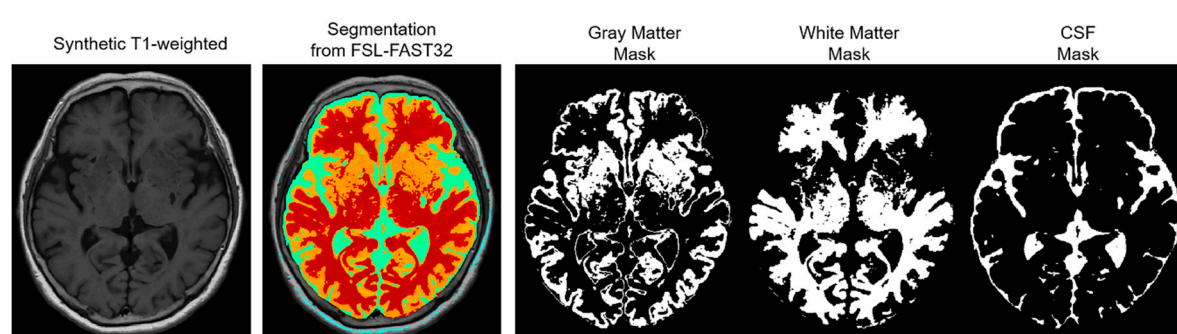 Synthetic T1-weighted
Segmentation
from FSL-FAST32
Gray Matter
Mask
White Matter
Mask
CSF
Mask